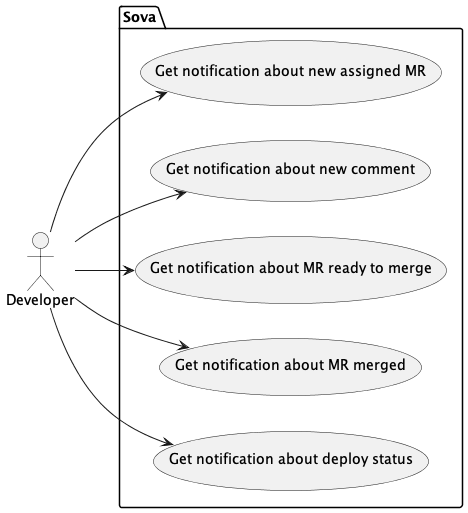 Sova
Get notification about new assigned MR
Get notification about new comment
Get notification about MR ready to merge
Developer
Get notification about MR merged
Get notification about deploy status